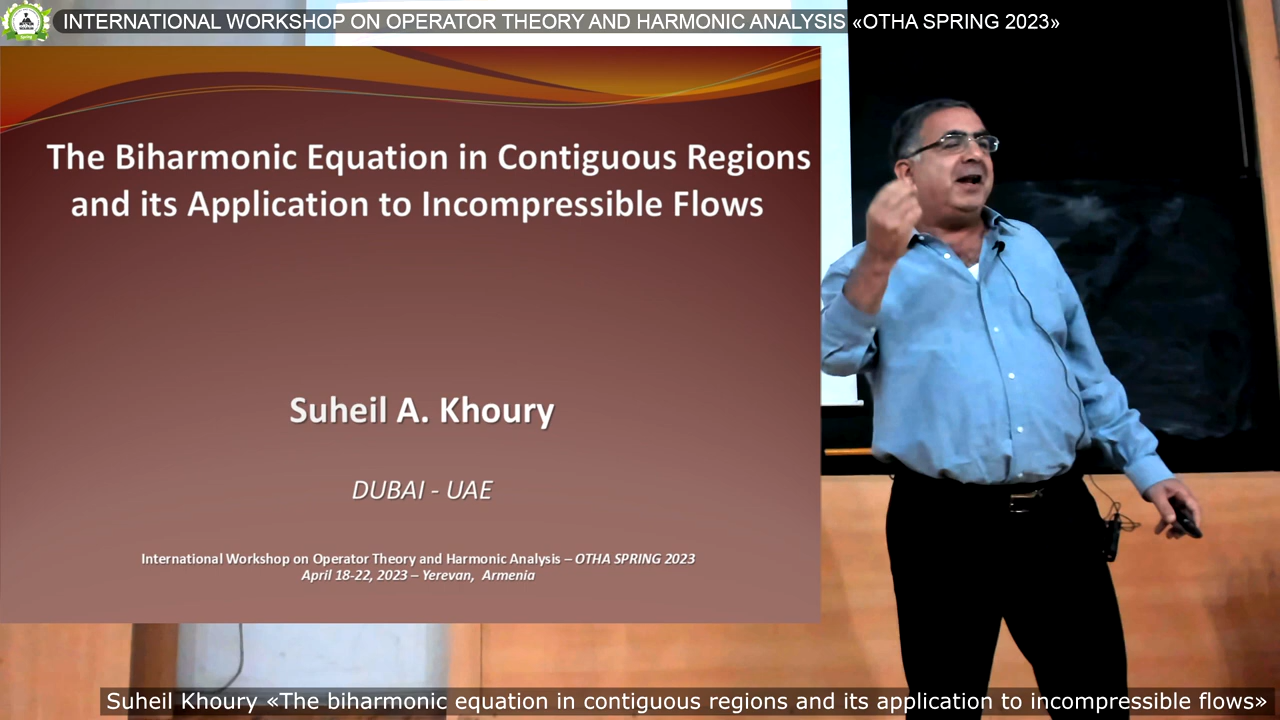 INTERNATIONAL WORKSHOP ON OPERATOR THEORY AND HARMONIC ANALYSIS «OTHA SPRING 2023»
The Biharmonic Equation in Contiguous Regions
and its Application to Incompressible Flows
Suheil A. Khoury
DUBAI - UAE
International Workshop on Operator Theory and Harmonic Analysis – OTHA SPRING 2023
April 18-22, 2023 – Yerevan, Armenia
Suheil Khoury «The biharmonic equation in contiguous regions and its application to incompressible flows»